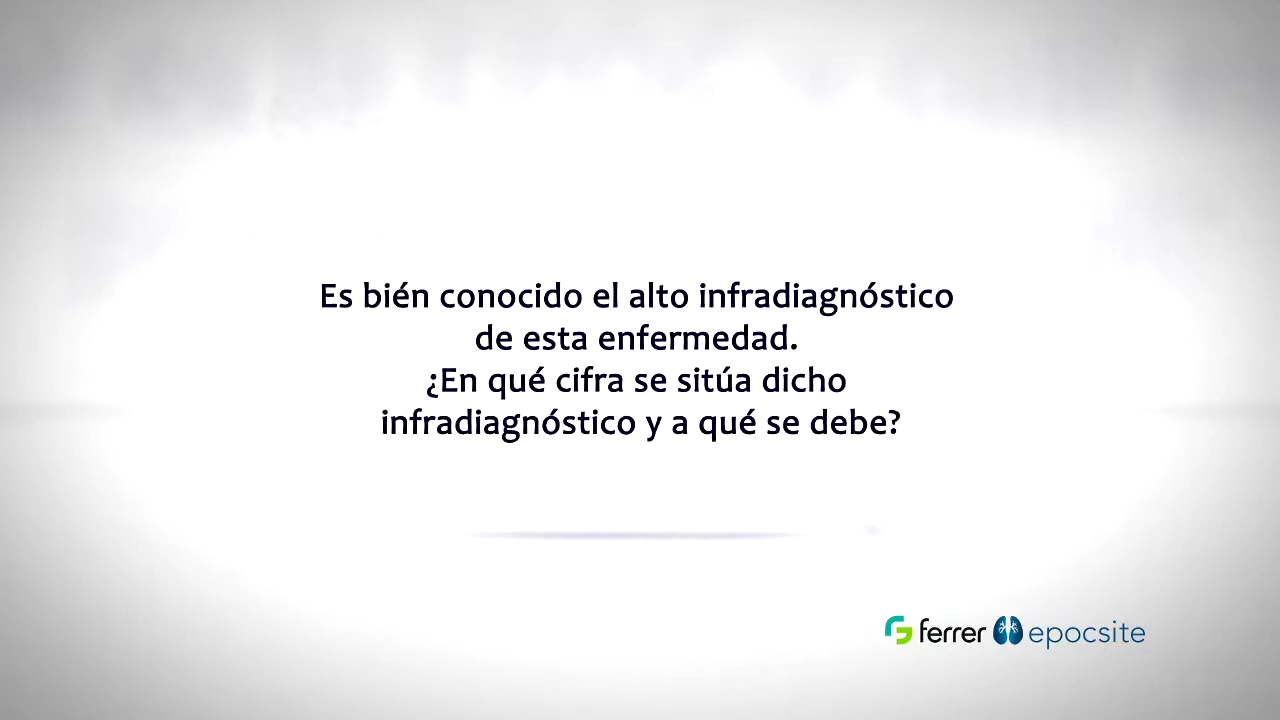 Es bién conocido el alto infradiagnóstico
de esta enfermedad.
¿En qué cifra se sitúa dicho
infradiagnóstico y a qué se debe?
ferrer epocsite